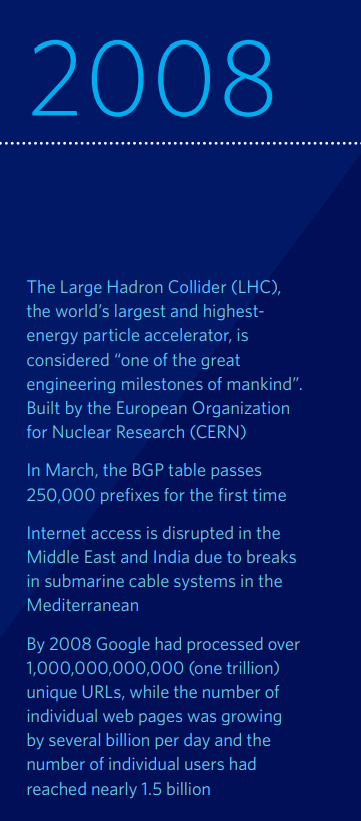 2008
The Large Hadron Collider (LHC),
the world’s largest and highest-
energy particle accelerator, is
considered “one of the great
engineering milestones of mankind”.
Built by the European Organization
for Nuclear Research (CERN)
In March, the BGP table passes
250,000 prefixes for the first time
Internet access is disrupted in the
Middle East and India due to breaks
in submarine cable systems in the
Mediterranean
By 2008 Google had processed over
1,000,000,000,000 (one trillion)
unique URLs, while the number of
individual web pages was growing
by several billion per day and the
number of individual users had
reached nearly 1.5 billion